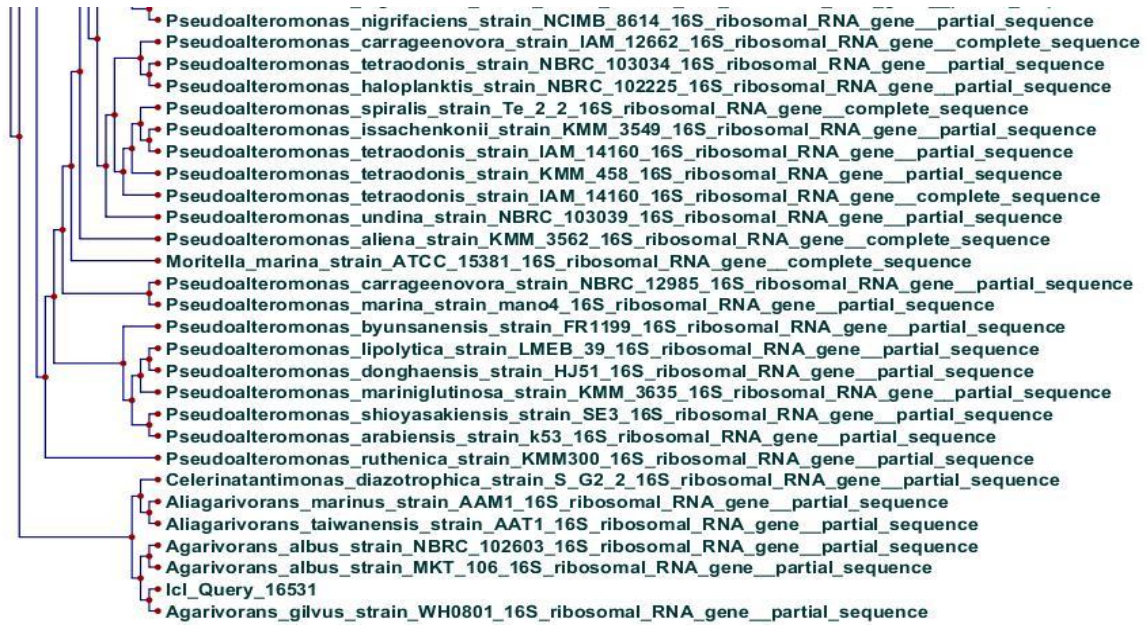 Pseudoalteromonas_nigrifaciens_strain_NCIMB_8614_16S_ribosomal_RNA_gene__partial_sequence
Pseudoalteromonas_carrageenovora_strain_IAM_12662_16S_ribosomal_RNA_gene__complete_sequence
Pseudoalteromonas_tetraodonis_strain_NBRC_103034_16S_ribosomal_RNA_gene__partial_sequence
Pseudoalteromonas_haloplanktis_strain_NBRC_102225_16S_ribosomal_RNA_gene__partial_sequence
Pseudoalteromonas_spiralis_strain_Te_2_2_16S_ribosomal_RNA_gene__complete_sequence
Pseudoalteromonas_issachenkonii_strain_KMM_3549_16S_ribosomal_RNA_gene__partial_sequence
Pseudoalteromonas_tetraodonis_strain_IAM_14160_16S_ribosomal_RNA_gene__partial_sequence
Pseudoalteromonas_tetraodonis_strain_KMM_458_16S_ribosomal_RNA_gene__partial_sequence
Pseudoalteromonas_tetraodonis_strain_IAM_14160_16S_ribosomal_RNA_gene__complete_sequence
Pseudoalteromonas_undina_strain_NBRC_103039_16S_ribosomal_RNA_gene__partial_sequence
Pseudoalteromonas_aliena_strain_KMM_3562_16S_ribosomal_RNA_gene__complete_sequence
Moritella_marina_strain_ATCC_15381_16S_ribosomal_RNA_gene__complete_sequence
Pseudoalteromonas_carrageenovora_strain_NBRC_12985_16S_ribosomal_RNA_gene__partial_sequence
Pseudoalteromonas_marina_strain_mano4_16S_ribosomal_RNA_gene__partial_sequence
Pseudoalteromonas_byunsanensis_strain_FR1199_16S_ribosomal_RNA_gene__partial_sequence
Pseudoalteromonas_lipolytica_strain_LMEB_39_16S_ribosomal_RNA_gene__partial_sequence
Pseudoalteromonas_donghaensis_strain_HJ51_16S_ribosomal_RNA_gene__partial_sequence
Pseudoalteromonas_mariniglutinosa_strain_KMM_3635_16S_ribosomal_RNA_gene__partial_sequence
Pseudoalteromonas_shioyasakiensis_strain_SE3_16S_ribosomal_RNA_gene__partial_sequence
Pseudoalteromonas_arabiensis_strain_k53_16S_ribosomal_RNA_gene__partial_sequence
Pseudoalteromonas_ruthenica_strain_KMM300_16S_ribosomal_RNA_gene__partial_sequence
Celerinatantimonas_diazotrophica_strain_S_G2_2_16S_ribosomal_RNA_gene__partial_sequence
Aliagarivorans_marinus_strain_AAM1_16S_ribosomal_RNA_gene__partial_sequence
Aliagarivorans_taiwanensis_strain_AAT1_16S_ribosomal_RNA_gene__partial_sequence
Agarivorans_albus_strain_NBRC_102603_16S_ribosomal_RNA_gene__partial_sequence
Agarivorans_albus_strain_MKT_106_16S_ribosomal_RNA_gene__partial_sequence
lcl_Query_16531
Agarivorans_gilvus_strain_WH0801_16S_ribosomal_RNA_gene__partial_sequence